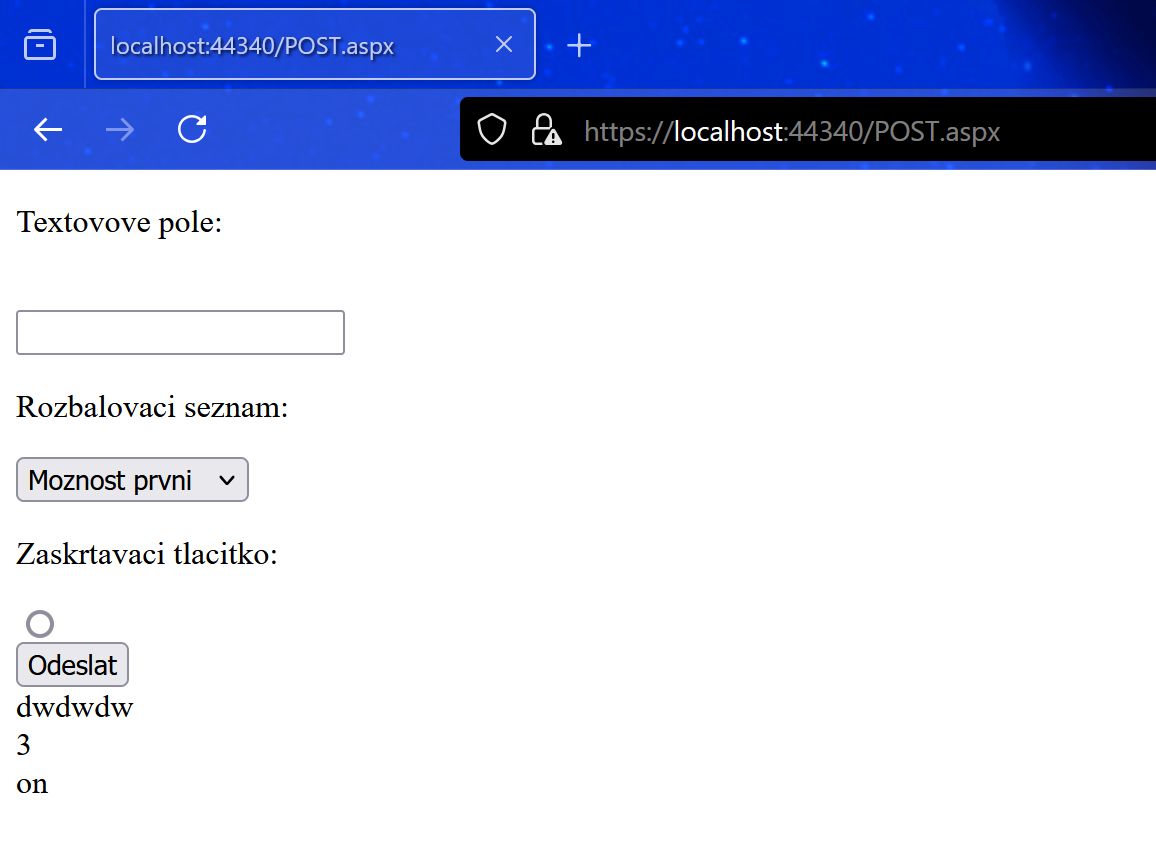 localhost:44340/POST.aspx
https://localhost:44340/POST.aspx
Textovove pole:
Rozbalovaci seznam:
Moznost prvni
Zaskrtavaci tlacitko:
Odeslat
dwdwdw
3
on